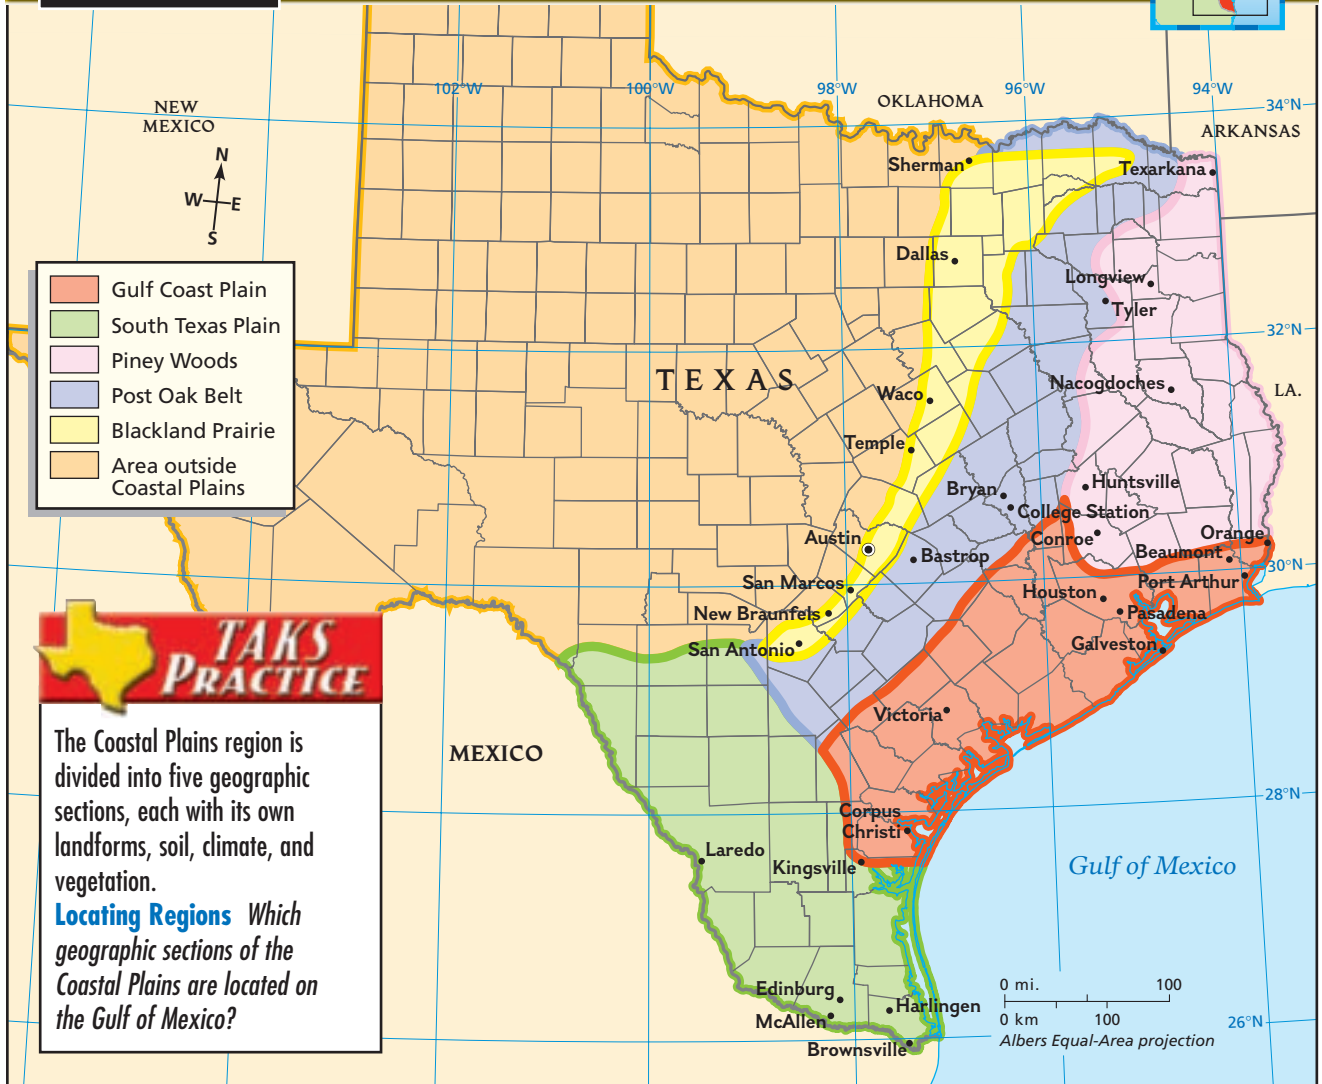 102°W
100°W
98°W
96°W
94°W
34°N
32°N
30°N
28°N
26°N
NEW
MEXICO
OKLAHOMA
ARKANSAS
LA.
N
W
E
S
Gulf Coast Plain
South Texas Plain
Piney Woods
Post Oak Belt
Blackland Prairie
Area outside
Coastal Plains
TEXAS
Sherman
Texarkana
Dallas
Longview
Tyler
Waco
Nacogdoches
Temple
Bryan
Huntsville
College Station
Austin
Conroe
Orange
Beaumont
Bastrop
San Marcos
Port Arthur
Houston
New Braunfels
Pasadena
San Antonio
Galveston
Victoria
MEXICO
Corpus
Christi
Laredo
Kingsville
Gulf of Mexico
Edinburg
Harlingen
McAllen
Brownsville
TAKS
PRACTICE
The Coastal Plains region is
divided into five geographic
sections, each with its own
landforms, soil, climate, and
vegetation.
Locating Regions Which
geographic sections of the
Coastal Plains are located on
the Gulf of Mexico?
0 mi. 100
0 km 100
Albers Equal-Area projection